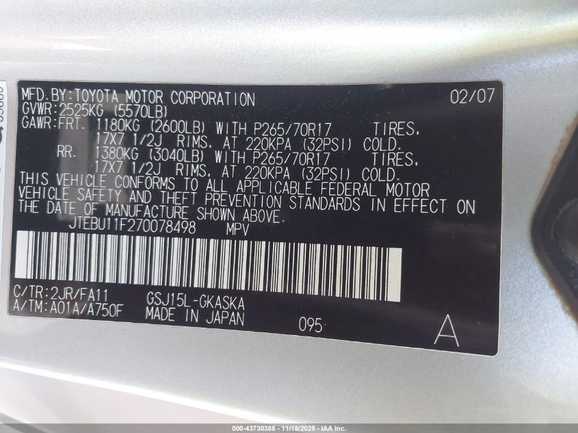 MFD.BY:TOYOTA MOTOR CORPORATION 02/07
GVWR:2525KG (5570LB)
GAWR:FRT. 1180KG (2600LB) WITH P265/70R17 TIRES,
17X7 1/2J RIMS, AT 220KPA (32PSI) COLD.
RR. 1380KG (3040LB) WITH P265/70R17 TIRES,
17X7 1/2J RIMS, AT 220KPA (32PSI) COLD.
THIS VEHICLE CONFORMS TO ALL APPLICABLE FEDERAL MOTOR
VEHICLE SAFETY AND THEFT PREVENTION STANDARDS IN EFFECT ON
THE DATE OF MANUFACTURE SHOWN ABOVE.
JTEBU11F270078498 MPV
C/TR:2JR/FA11 GSJ15L-GKASKA
A/TM:A01A/A750F MADE IN JAPAN 095 A
000-43730388 - 11/18/2025 - IAA Inc.